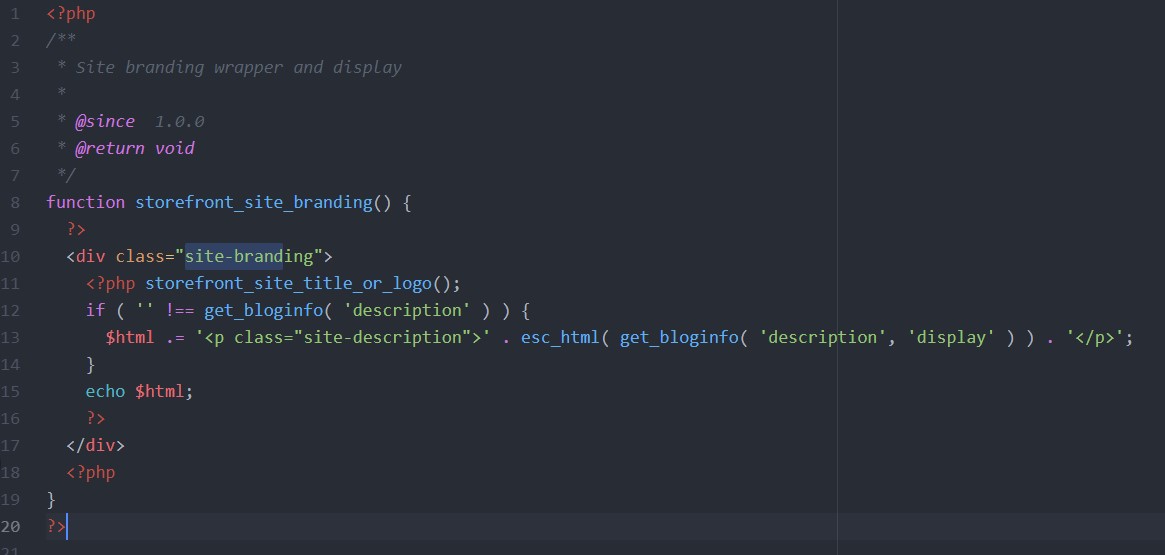 1 <?php
2 /**
3  * Site branding wrapper and display
4  *
5  * @since  1.0.0
6  * @return void
7  */
8 function storefront_site_branding() {
9   ?>
10   <div class="site-branding">
11     <?php storefront_site_title_or_logo();
12     if ( '' !== get_bloginfo( 'description' ) ) {
13       $html .= '<p class="site-description">' . esc_html( get_bloginfo( 'description', 'display' ) ) . '</p>';
14     }
15     echo $html;
16     ?>
17   </div>
18   <?php
19 }
20 ?>
21